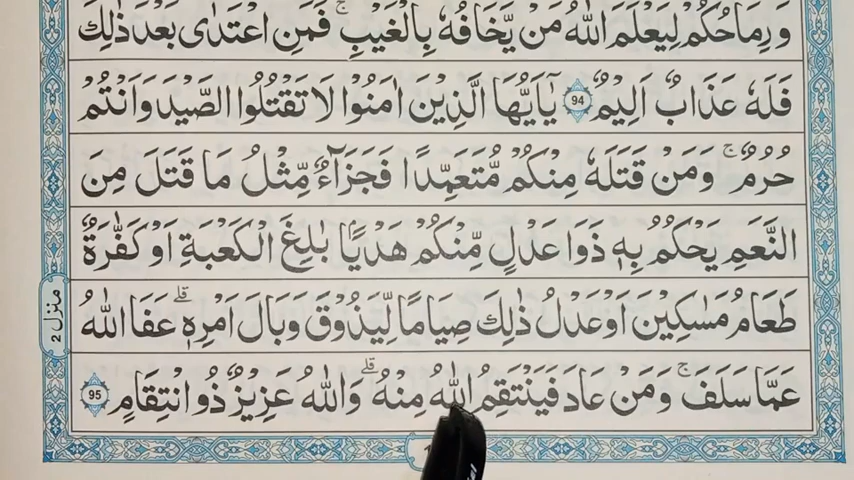 وَرِمَاحُكُمْ لِيَعْلَمَ اللّٰهُ مَنْ يَّخَافُهٗ بِالْغَيْبِ ۚ فَمَنِ اعْتَدٰى بَعْدَ ذٰلِكَ
فَلَهٗ عَذَابٌ اَلِيْمٌ 94 يٰۤاَيُّهَا الَّذِيْنَ اٰمَنُوْا لَا تَقْتُلُوا الصَّيْدَ وَاَنْتُمْ
حُرُمٌ ۚ وَمَنْ قَتَلَهٗ مِنْكُمْ مُّتَعَمِّدًا فَجَزَآءٌ مِّثْلُ مَا قَتَلَ مِنَ
النَّعَمِ يَحْكُمُ بِهٖ ذَوَا عَدْلٍ مِّنْكُمْ هَدْيًا ۢ بٰلِغَ الْكَعْبَةِ اَوْ كَفَّٰرَةٌ
طَعَامُ مَسٰكِيْنَ اَوْ عَدْلُ ذٰلِكَ صِيَامًا لِّيَذُوْقَ وَبَالَ اَمْرِهٖ ۗ عَفَا اللّٰهُ
عَمَّا سَلَفَ ۚ وَمَنْ عَادَ فَيَنْتَقِمُ اللّٰهُ مِنْهُ ۗ وَاللّٰهُ عَزِيْزٌ ذُو انْتِقَامٍ 95
منزل 2